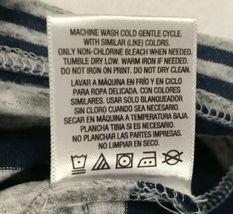 MACHINE WASH COLD GENTLE CYCLE.
WITH SIMILAR (LIKE) COLORS.
ONLY NON-CHLORINE BLEACH WHEN NEEDED.
TUMBLE DRY LOW. WARM IRON IF NEEDED.
DO NOT IRON ON PRINT. DO NOT DRY CLEAN.
LAVAR A MÁQUINA EN FRÍO Y EN CICLO
PARA ROPA DELICADA. CON COLORES
SIMILARES. USAR SOLO BLANQUEADOR
SIN CLORO CUANDO SEA NECESARIO.
SECAR EN MÁQUINA A TEMPERATURA BAJA.
PLANCHA TIBIA SI ES NECESARIO.
NO PLANCHAR LAS PARTES IMPRESAS.
NO LIMPIAR EN SECO.